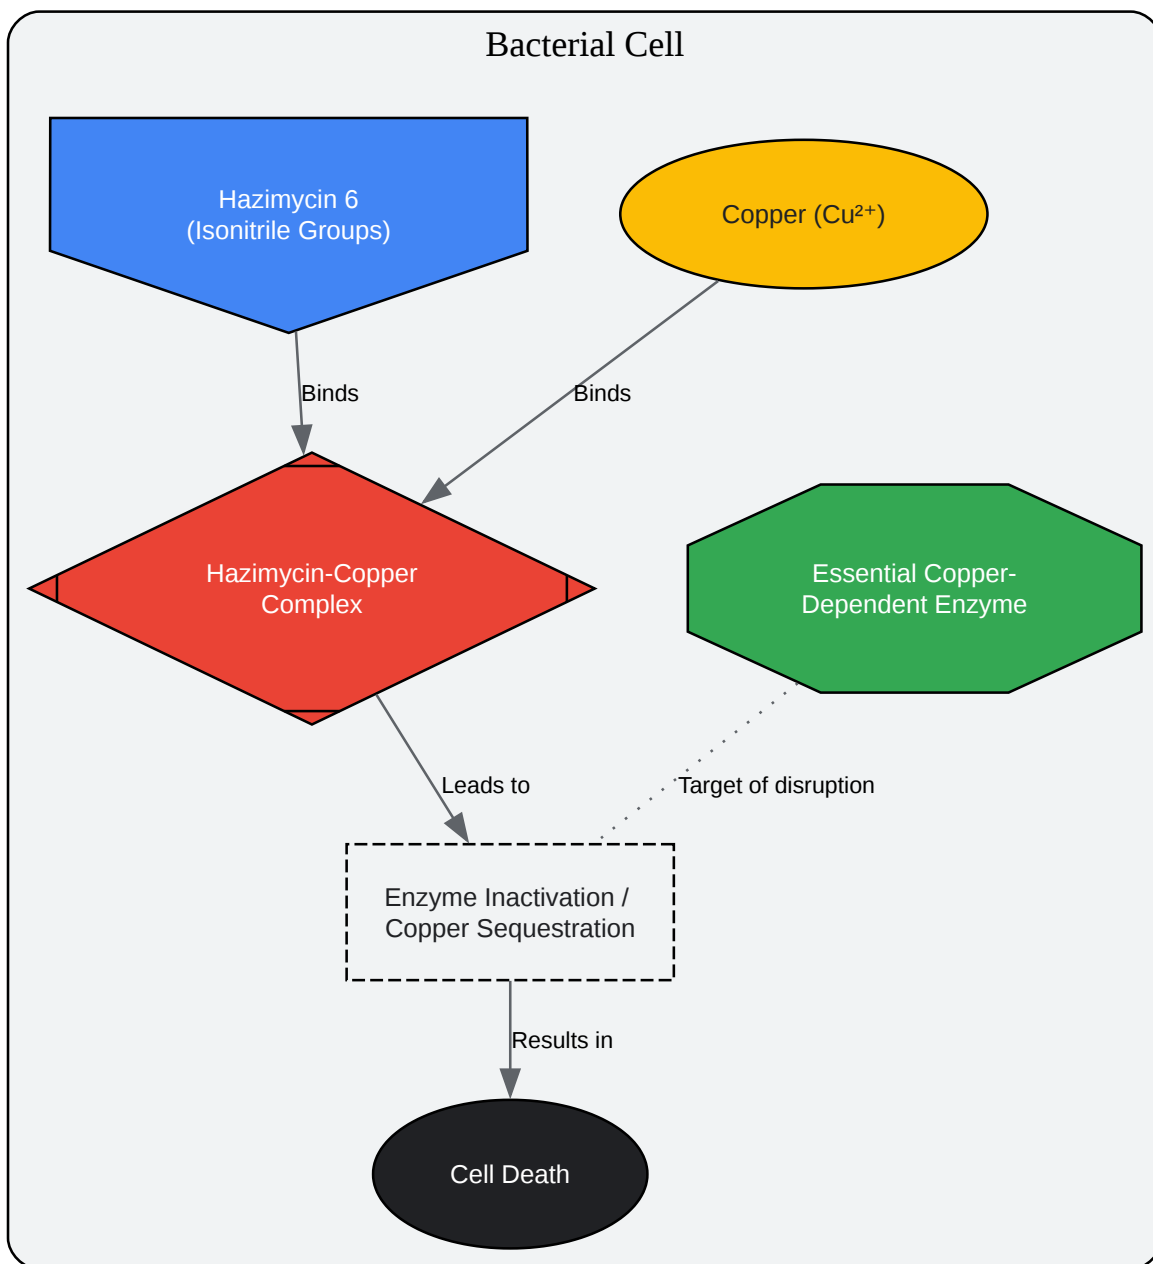 Bacterial Cell
Hazimycin 6
(Isonitrile Groups)
Copper (Cu²⁺)
Binds
Binds
Hazimycin-Copper
Complex
Essential Copper-
Dependent Enzyme
Leads to
Target of disruption
Enzyme Inactivation /
Copper Sequestration
Results in
Cell Death